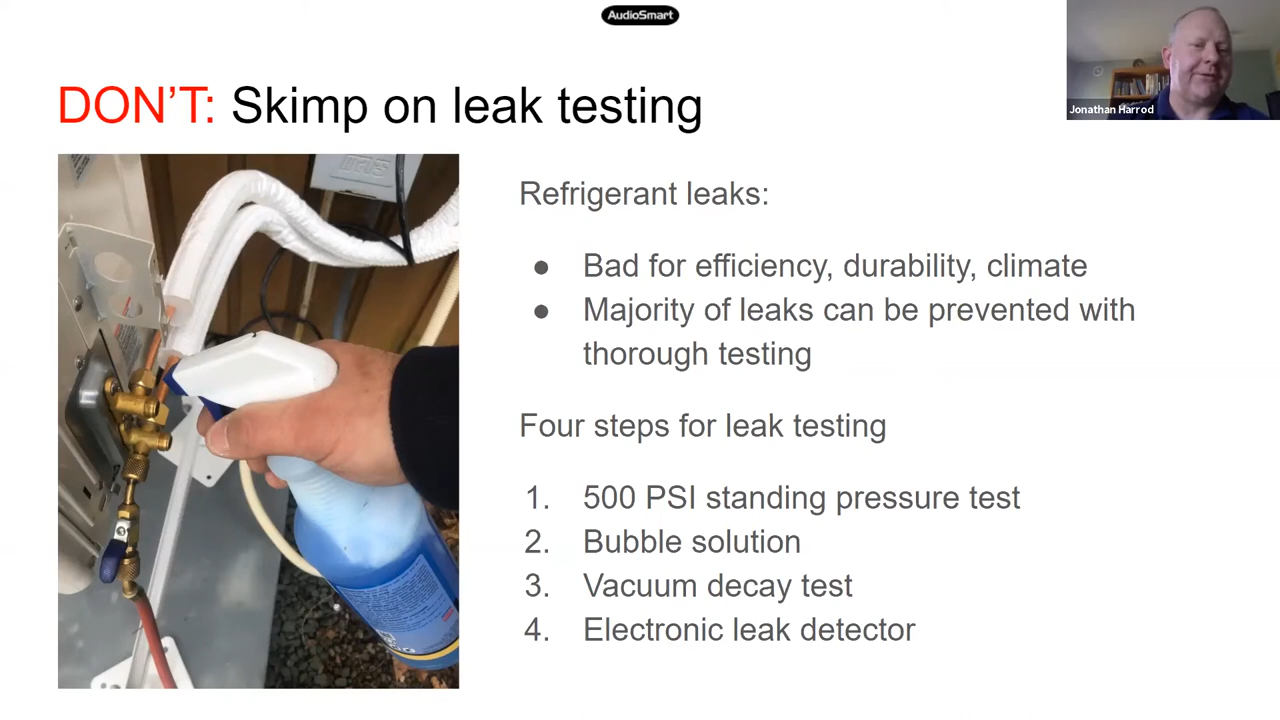 AudioSmart
Jonathan Harrod
DON'T: Skimp on leak testing
Refrigerant leaks:
● Bad for efficiency, durability, climate
● Majority of leaks can be prevented with
thorough testing
Four steps for leak testing
1. 500 PSI standing pressure test
2. Bubble solution
3. Vacuum decay test
4. Electronic leak detector